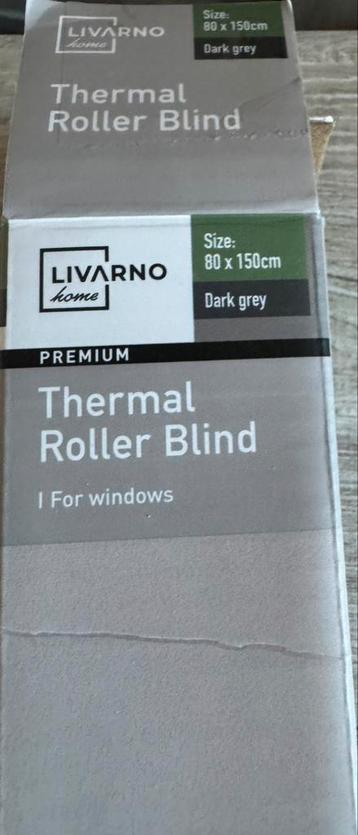 LIVARNO
home
Size:
80 x 150cm
Dark grey
Thermal
Roller Blind
LIVARNO
home
Size:
80 x 150cm
Dark grey
PREMIUM
Thermal
Roller Blind
| For windows